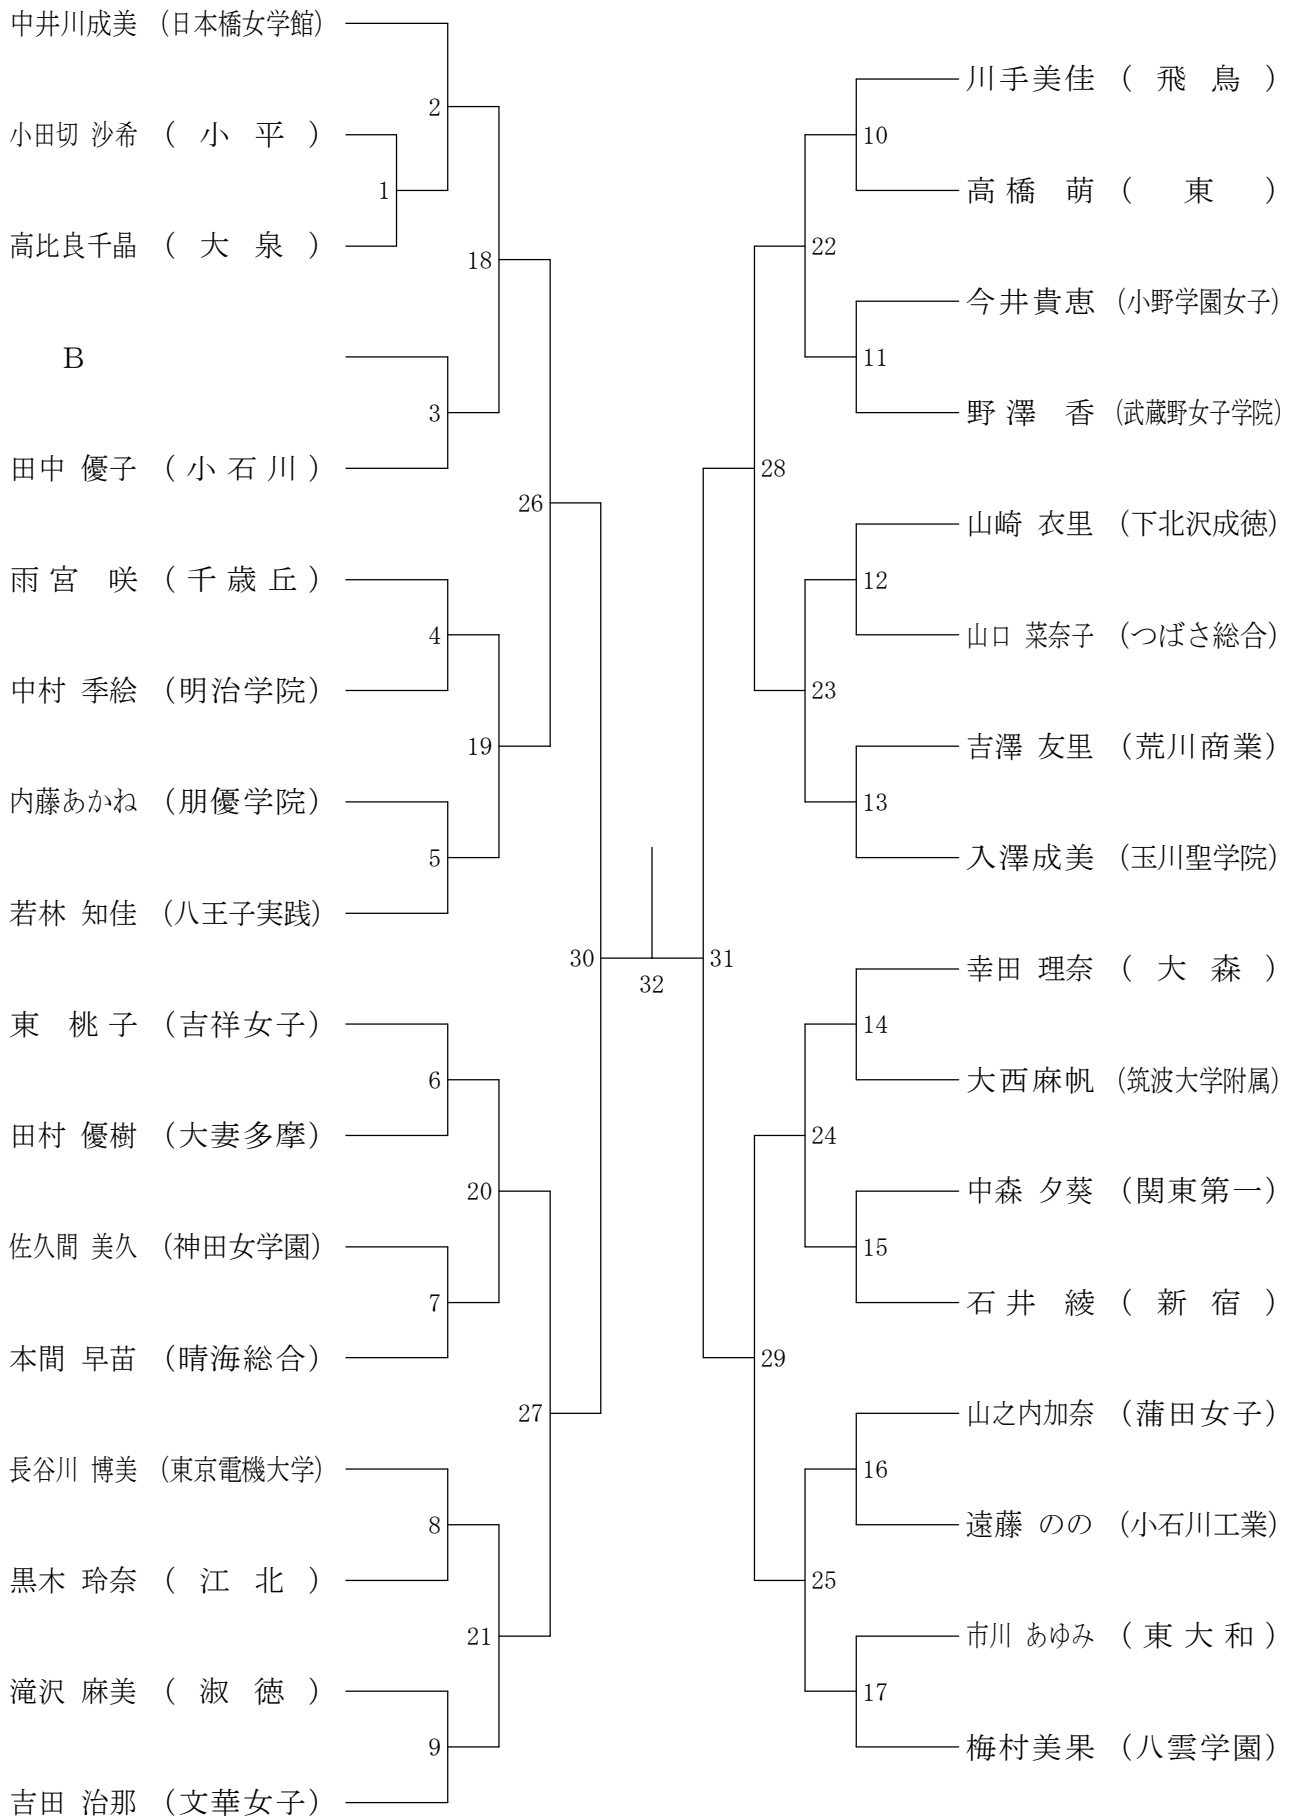 中井川成美 (日本橋女学館)
小田切 沙希 ( 小 平 )
高比良千晶 ( 大 泉 )
B
田中 優子 ( 小 石 川 )
雨 宮 咲 ( 千 歳 丘 )
中村 季絵 (明治学院)
内藤あかね (朋優学院)
若林 知佳 (八王子実践)
東 桃 子 (吉祥女子)
田村 優樹 (大妻多摩)
佐久間 美久 (神田女学園)
本間 早苗 (晴海総合)
長谷川 博美 (東京電機大学)
黒木 玲奈 ( 江 北 )
滝沢 麻美 ( 淑 徳 )
吉田 治那 (文華女子)
1
2
3
4
5
6
7
8
9
18
19
20
21
26
27
30
32
31
28
29
22
23
24
25
10
11
12
13
14
15
16
17
川手美佳 ( 飛 鳥 )
高 橋 萌 ( 東 )
今井貴恵 (小野学園女子)
野 澤 香 (武蔵野女子学院)
山崎 衣里 (下北沢成徳)
山口 菜奈子 (つばさ総合)
吉澤 友里 (荒川商業)
入澤成美 (玉川聖学院)
幸田 理奈 ( 大 森 )
大西麻帆 (筑波大学附属)
中森 夕葵 (関東第一)
石 井 綾 ( 新 宿 )
山之内加奈 (蒲田女子)
遠藤 のの (小石川工業)
市川 あゆみ ( 東 大 和 )
梅村美果 (八雲学園)